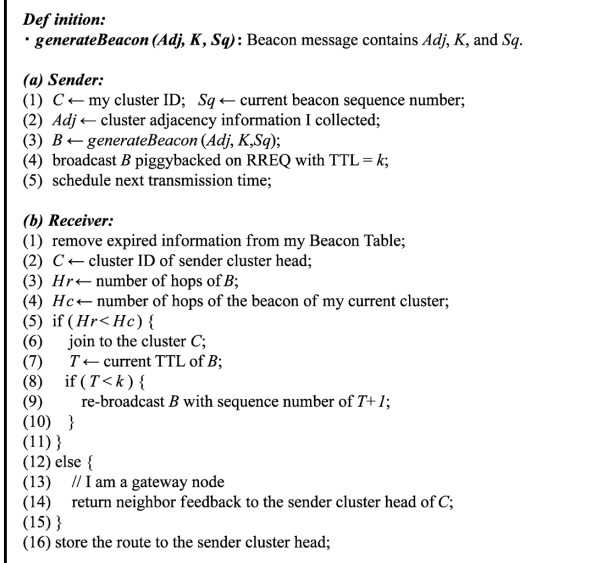 Def inition:
· generateBeacon (Adj, K, Sq): Beacon message contains Adj, K, and Sq.
(a) Sender:
(1) C ← my cluster ID; Sq ← current beacon sequence number;
(2) Adj ← cluster adjacency information I collected;
(3) B ← generateBeacon (Adj, K,Sq);
(4) broadcast B piggybacked on RREQ with TTL = k;
(5) schedule next transmission time;
(b) Receiver:
(1) remove expired information from my Beacon Table;
(2) C ← cluster ID of sender cluster head;
(3) Hr ← number of hops of B;
(4) Hc ← number of hops of the beacon of my current cluster;
(5) if ( Hr < Hc ) {
(6) join to the cluster C;
(7) T ← current TTL of B;
(8) if ( T < k ) {
(9) re-broadcast B with sequence number of T+1;
(10) }
(11) }
(12) else {
(13) // I am a gateway node
(14) return neighbor feedback to the sender cluster head of C;
(15) }
(16) store the route to the sender cluster head;